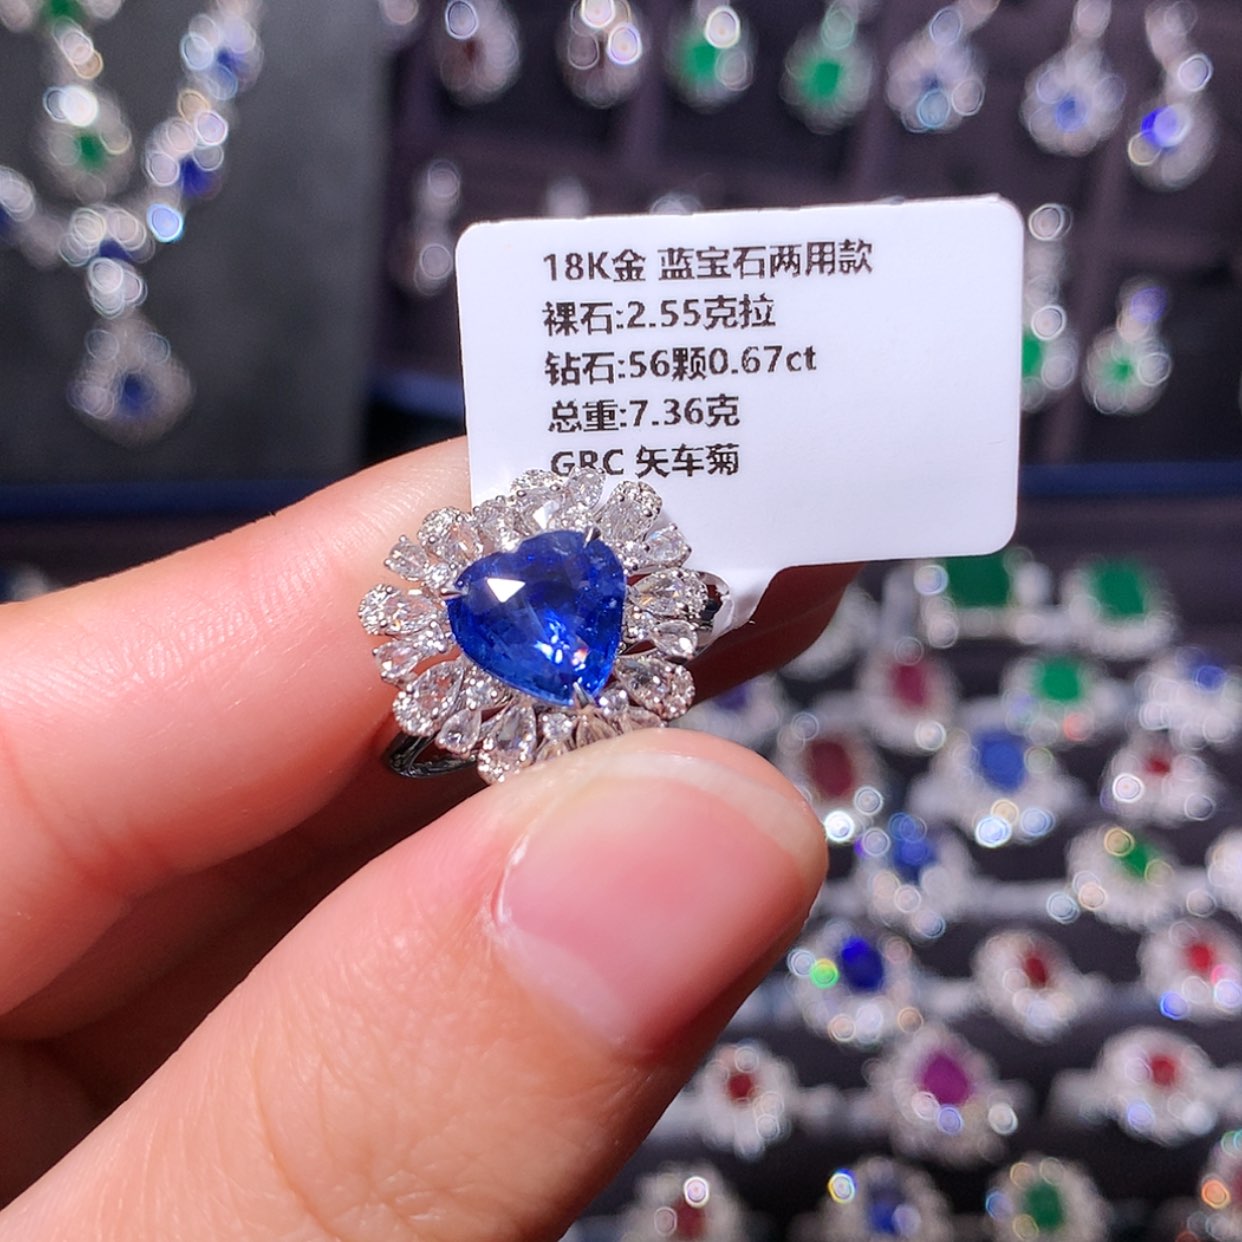 18K金 蓝宝石两用款
裸石:2.55克拉
钻石:56颗0.67ct
总重:7.36克
GRC 矢车菊